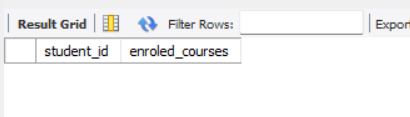 Result Grid Filter Rows: Export
student_id enroled_courses